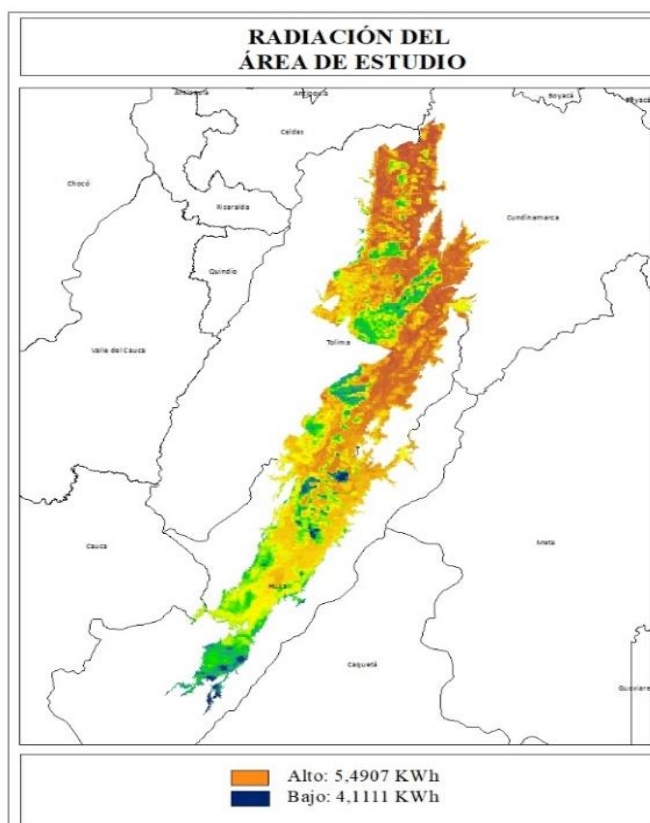 RADIACIÓN DEL
ÁREA DE ESTUDIO
Antioquia
Boyacá
Caldas
Chocó
Risaralda
Cundinamarca
Quindío
Tolima
Valle del Cauca
Cauca
Meta
Huila
Caquetá
Guaviare
Alto: 5,4907 KWh
Bajo: 4,1111 KWh